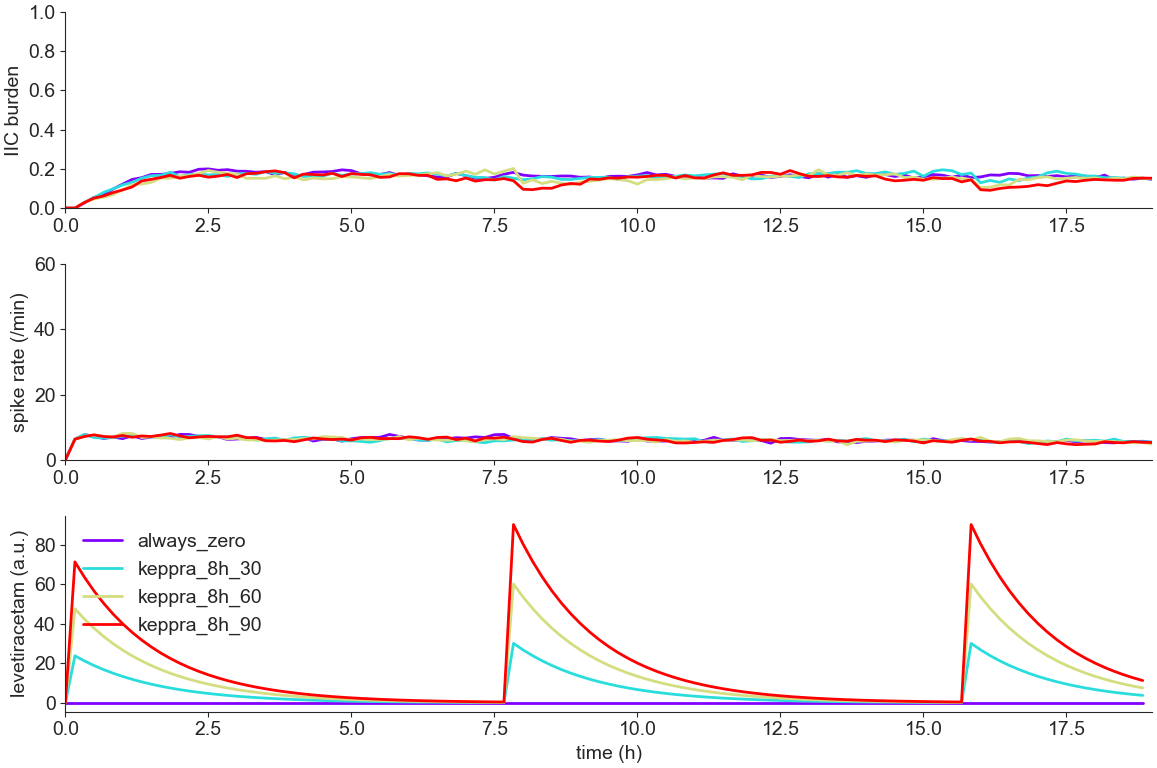 IIC burden
1.0
0.8
0.6
0.4
0.2
0.0
0.0 2.5 5.0 7.5 10.0 12.5 15.0 17.5
spike rate (/min)
60
40
20
0
0.0 2.5 5.0 7.5 10.0 12.5 15.0 17.5
levetiracetam (a.u.)
80
60
40
20
0
always_zero
keppra_8h_30
keppra_8h_60
keppra_8h_90
0.0 2.5 5.0 7.5 10.0 12.5 15.0 17.5
time (h)